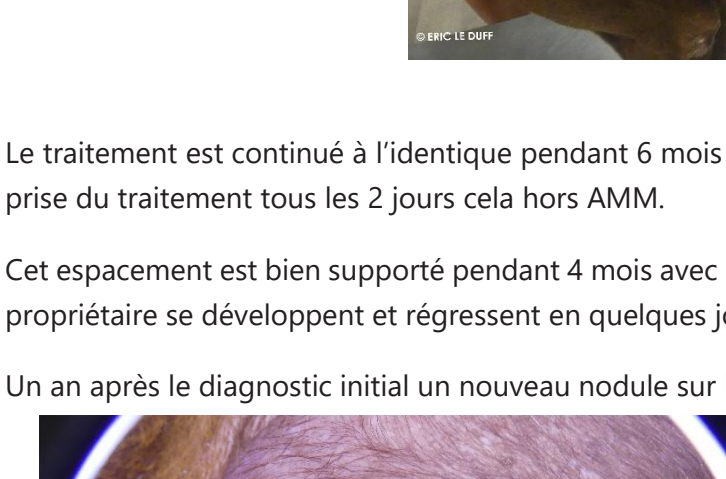 © ERIC LE DUFF
Le traitement est continué à l’identique pendant 6 mois
prise du traitement tous les 2 jours cela hors AMM.
Cet espacement est bien supporté pendant 4 mois avec
propriétaire se développent et régressent en quelques
Un an après le diagnostic initial un nouveau nodule sur